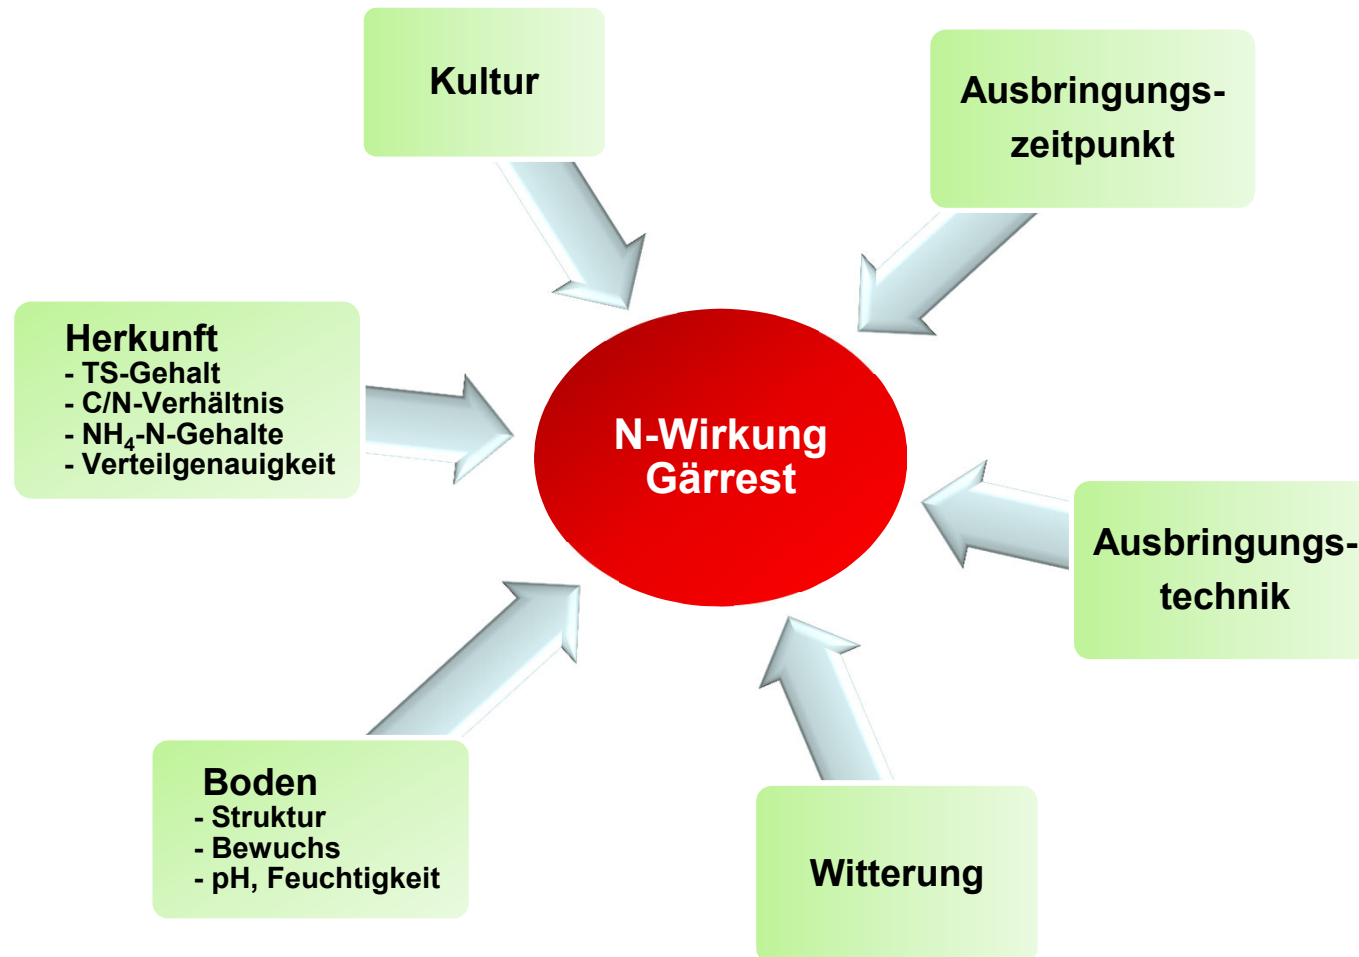 Kultur
Ausbringungs-
zeitpunkt
Herkunft
- TS-Gehalt
- C/N-Verhältnis
- NH₄-N-Gehalte
- Verteilgenauigkeit
N-Wirkung
Gärrest
Ausbringungs-
technik
Boden
- Struktur
- Bewuchs
- pH, Feuchtigkeit
Witterung